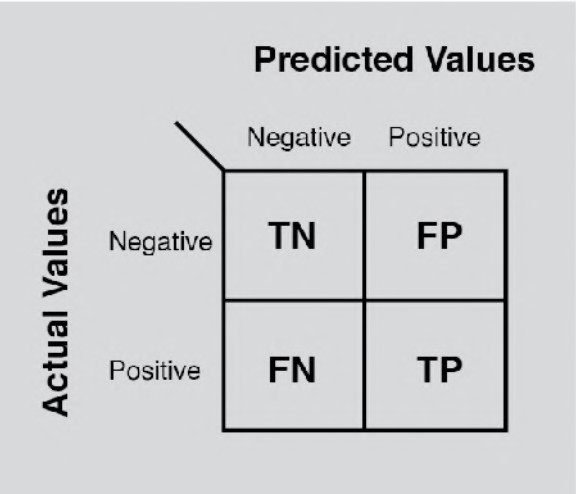 Predicted Values
Negative Positive
Actual Values
Negative TN FP
Positive FN TP